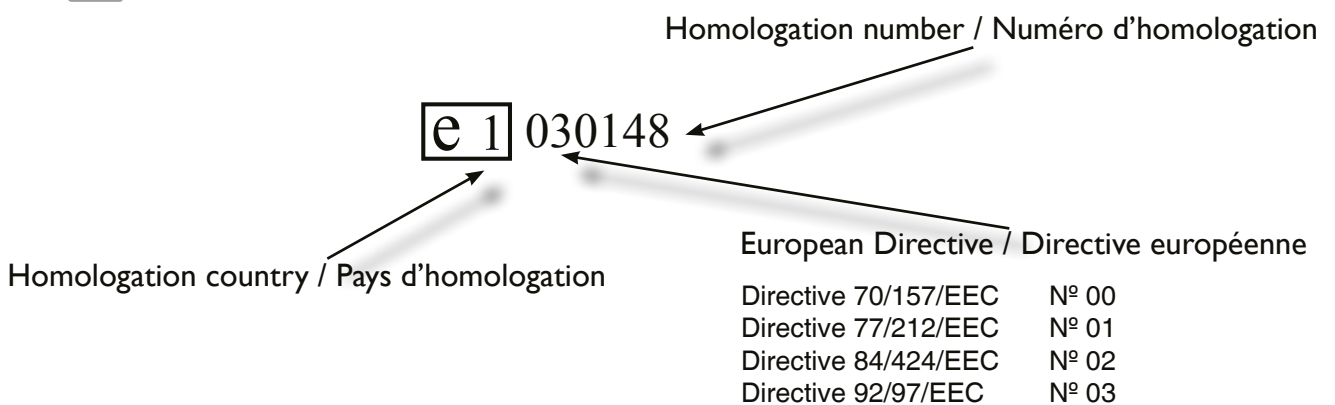 Homologation number / Numéro d'homologation
e 1 030148
European Directive / Directive européenne
Homologation country / Pays d'homologation
Directive 70/157/EEC Nº 00
Directive 77/212/EEC Nº 01
Directive 84/424/EEC Nº 02
Directive 92/97/EEC Nº 03